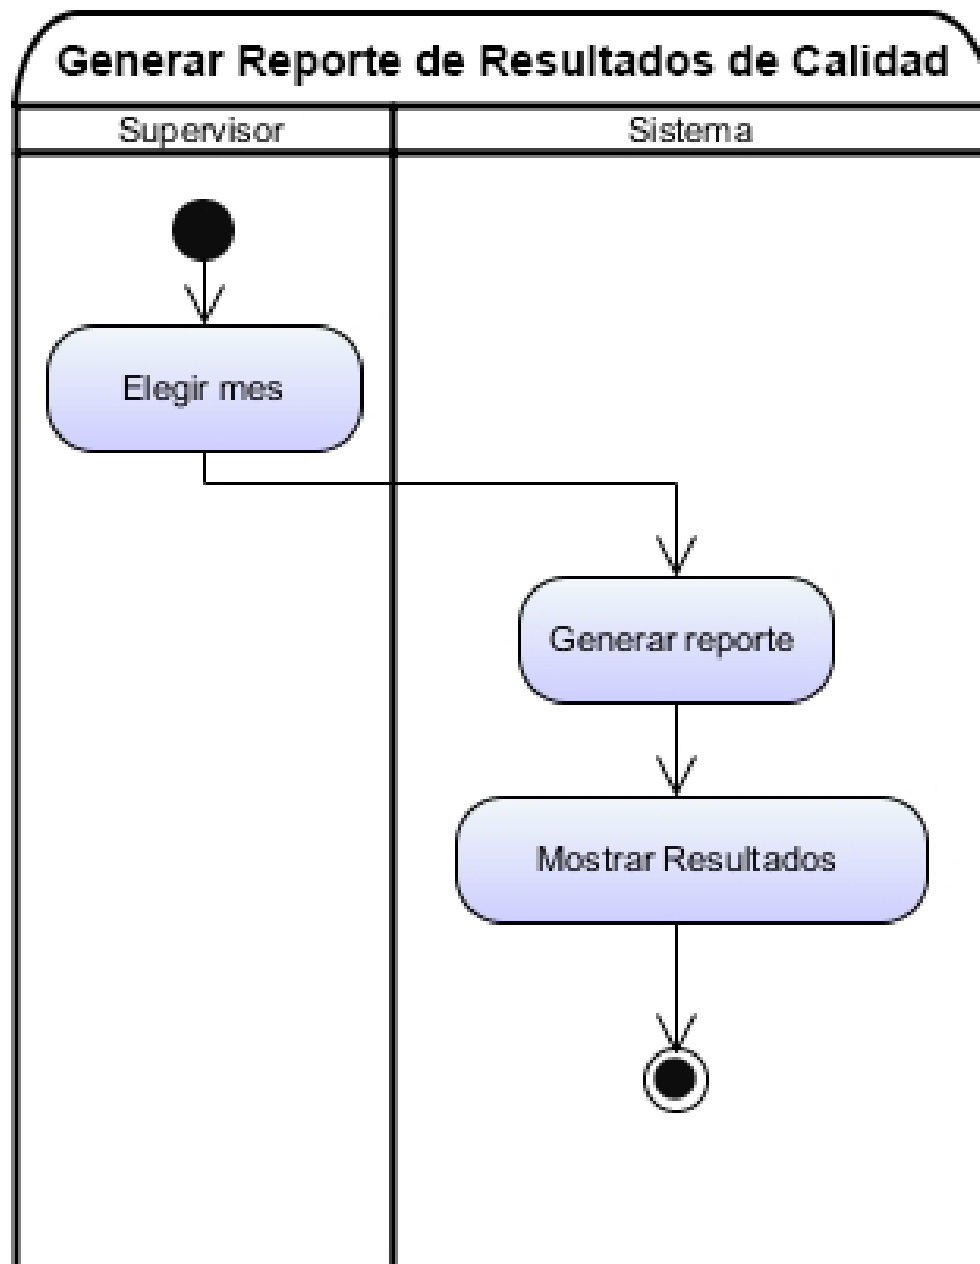 Generar Reporte de Resultados de Calidad
Supervisor
Sistema
Elegir mes
Generar reporte
Mostrar Resultados